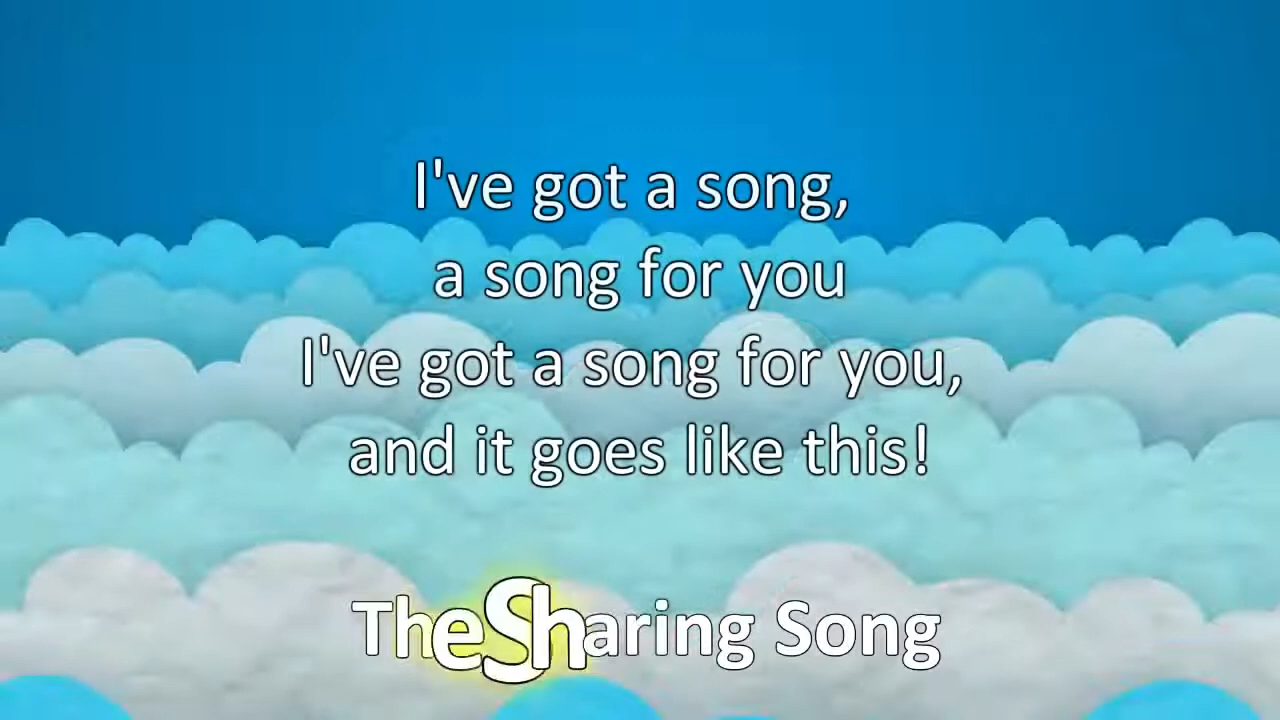 I've got a song,
a song for you
I've got a song for you,
and it goes like this!
The Sharing Song